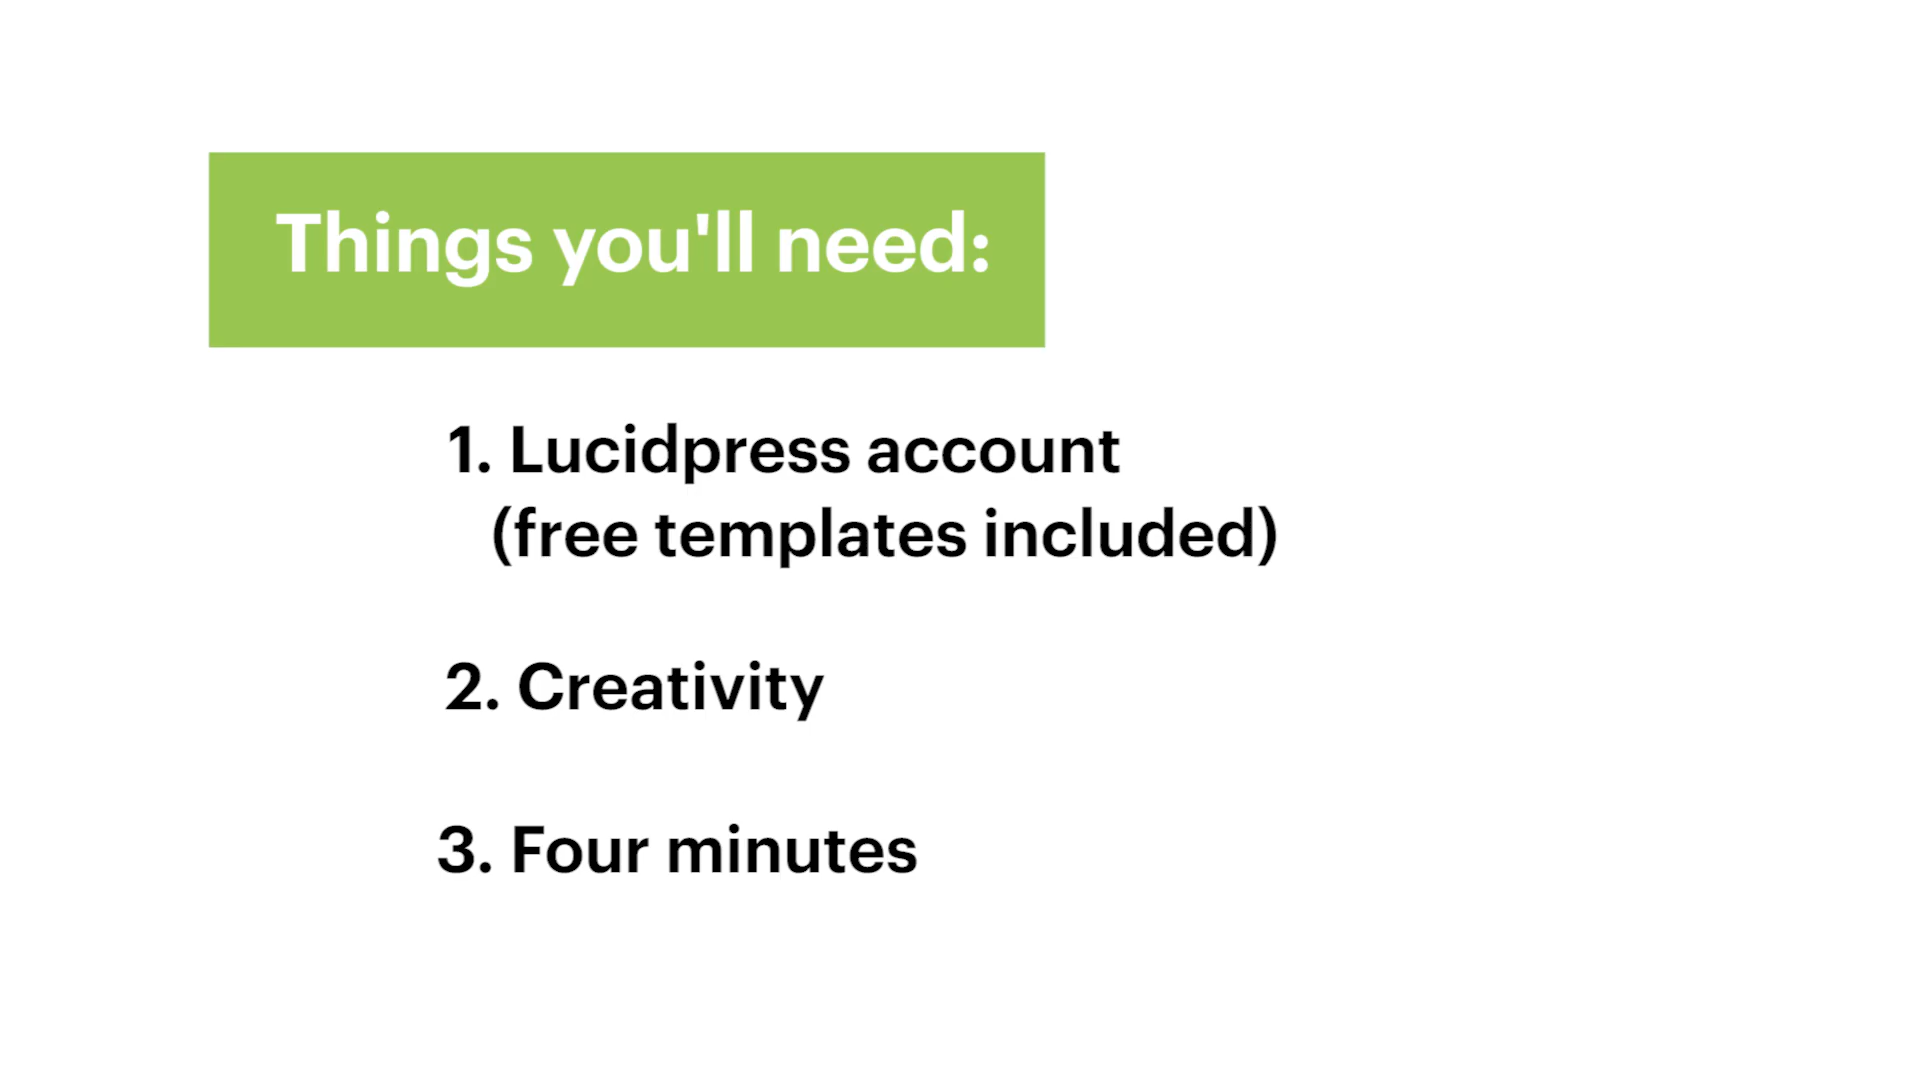 Things you'll need:
1. Lucidpress account
(free templates included)
2. Creativity
3. Four minutes